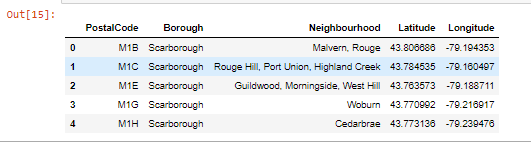 Out[15]:
PostalCode Borough Neighbourhood Latitude Longitude
0 M1B Scarborough Malvern, Rouge 43.806686 -79.194353
1 M1C Scarborough Rouge Hill, Port Union, Highland Creek 43.784535 -79.160497
2 M1E Scarborough Guildwood, Morningside, West Hill 43.763573 -79.188711
3 M1G Scarborough Woburn 43.770992 -79.216917
4 M1H Scarborough Cedarbrae 43.773136 -79.239476